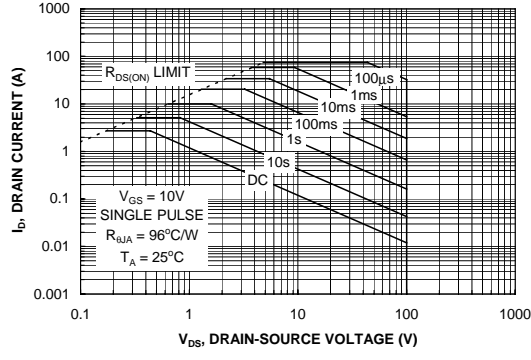 1000
100
10
1
0.1
0.01
0.001
I_D, DRAIN CURRENT (A)
R_DS(ON) LIMIT
100μs
1ms
10ms
100ms
1s
10s
DC
V_GS = 10V
SINGLE PULSE
R_θJA = 96°C/W
T_A = 25°C
0.1 1 10 100 1000
V_DS, DRAIN-SOURCE VOLTAGE (V)